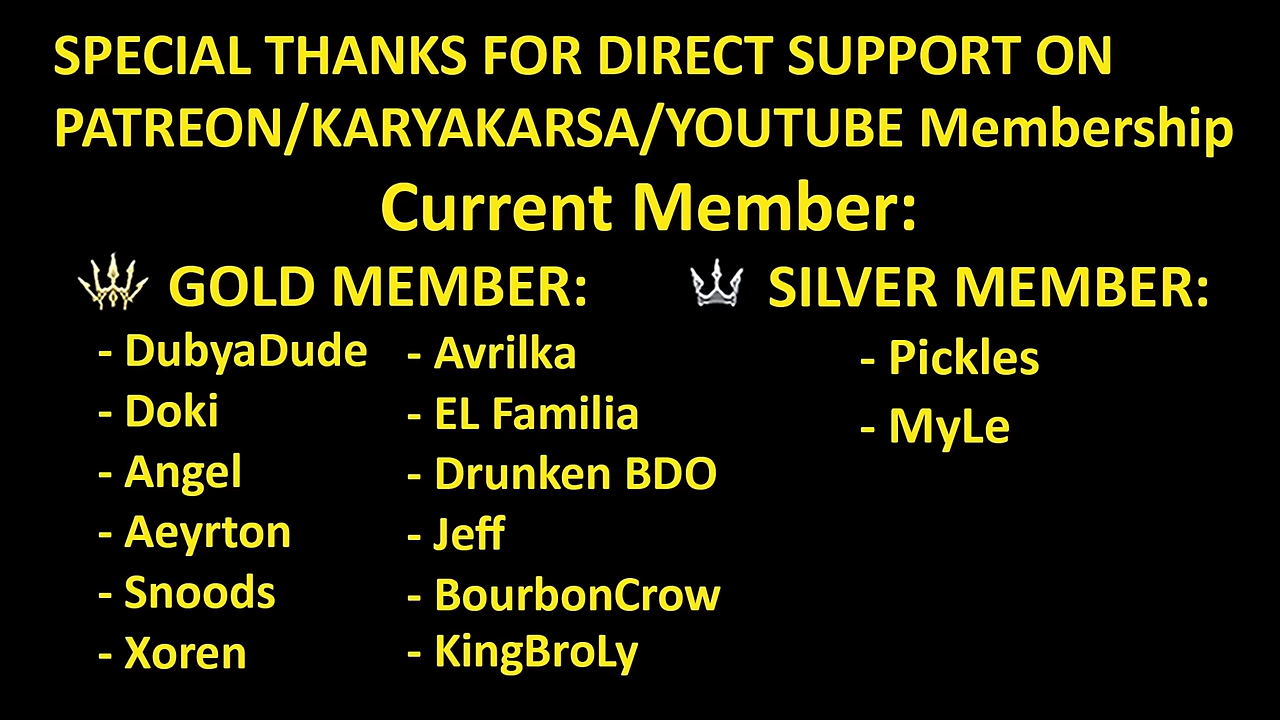 SPECIAL THANKS FOR DIRECT SUPPORT ON
PATREON/KARYAKARSA/YOUTUBE Membership
Current Member:
GOLD MEMBER:
- DubyaDude
- Doki
- Angel
- Aeyrton
- Snoods
- Xoren
- Avrilka
- EL Familia
- Drunken BDO
- Jeff
- BourbonCrow
- KingBroLy
SILVER MEMBER:
- Pickles
- MyLe